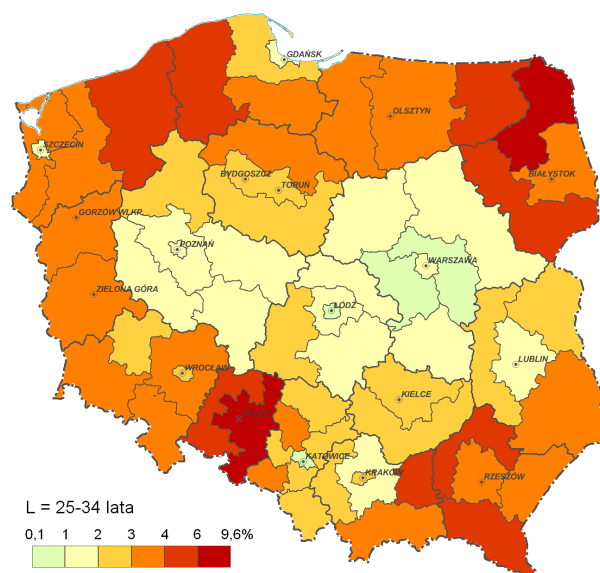 GDAŃSK
OLSZTYN
SZCZECIN
BIAŁYSTOK
BYDGOSZCZ
TORUŃ
GORZÓW WLKP.
POZNAŃ
WARSZAWA
ZIELONA GÓRA
ŁÓDŹ
LUBLIN
WROCŁAW
KIELCE
KATOWICE
KRAKÓW
RZESZÓW
L = 25-34 lata
0,1 1 2 3 4 6 9,6%